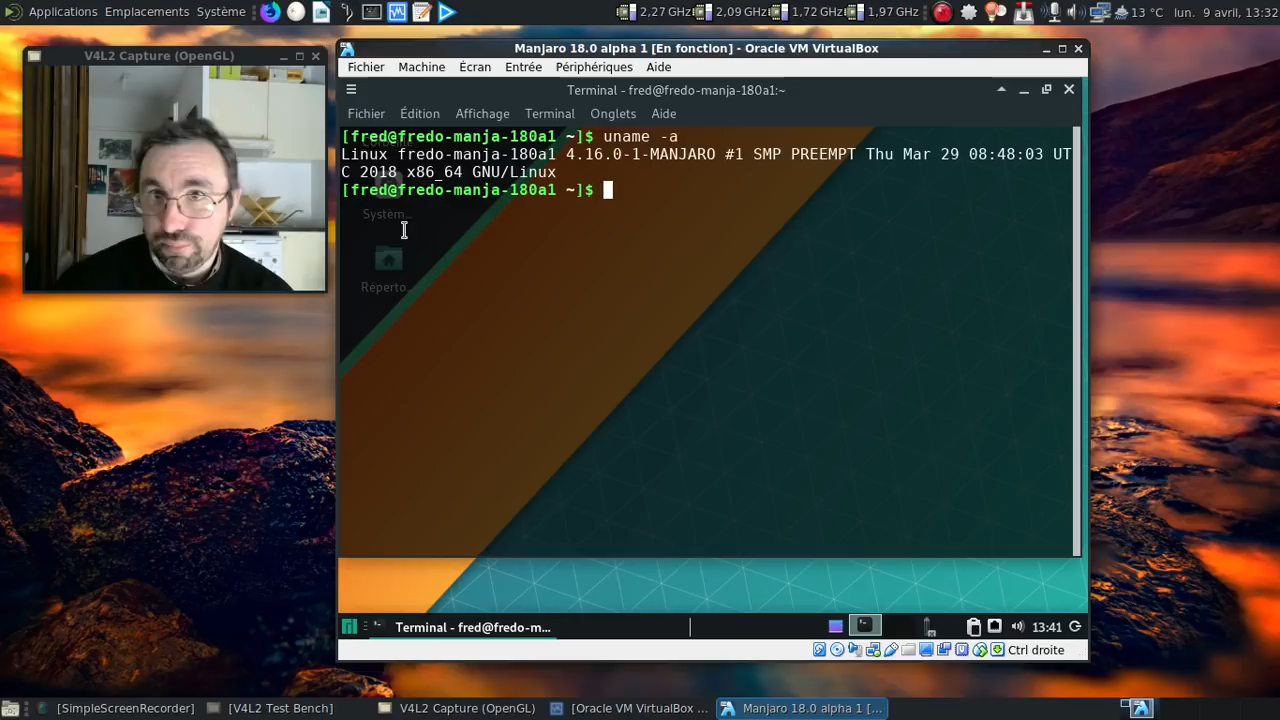 Applications Emplacements Système
2,27 GHz 2,09 GHz 1,72 GHz 1,97 GHz
13 °C lun. 9 avril, 13:32
V4L2 Capture (OpenGL)
Manjaro 18.0 alpha 1 [En fonction] - Oracle VM VirtualBox
Fichier Machine Écran Entrée Périphériques Aide
Terminal - fred@fredo-manja-180a1:~
Fichier Édition Affichage Terminal Onglets Aide
[fred@fredo-manja-180a1 ~]$ uname -a
Linux fredo-manja-180a1 4.16.0-1-MANJARO #1 SMP PREEMPT Thu Mar 29 08:48:03 UT
C 2018 x86_64 GNU/Linux
[fred@fredo-manja-180a1 ~]$
Systèm...
Réperto...
Terminal - fred@fredo-m...
13:41
Ctrl droite
[SimpleScreenRecorder]
[V4L2 Test Bench]
V4L2 Capture (OpenGL)
[Oracle VM VirtualBox ...
Manjaro 18.0 alpha 1 [...